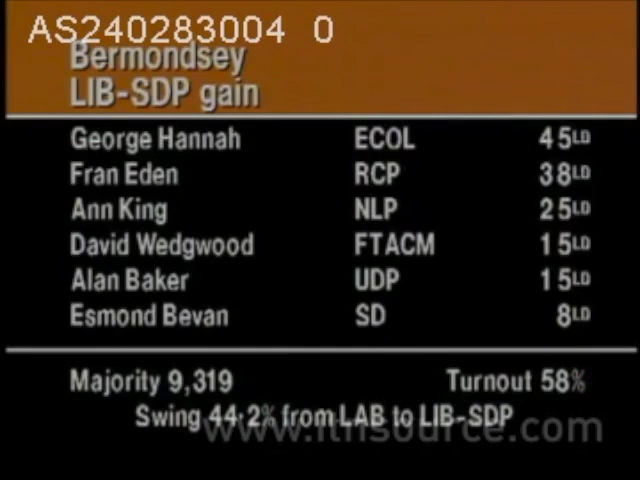 AS240283004 0
Bermondsey
LIB-SDP gain
George Hannah ECOL 45LD
Fran Eden RCP 38LD
Ann King NLP 25LD
David Wedgwood FTACM 15LD
Alan Baker UDP 15LD
Esmond Bevan SD 8LD
Majority 9,319 Turnout 58%
Swing 44·2% from LAB to LIB-SDP
www.itnsource.com